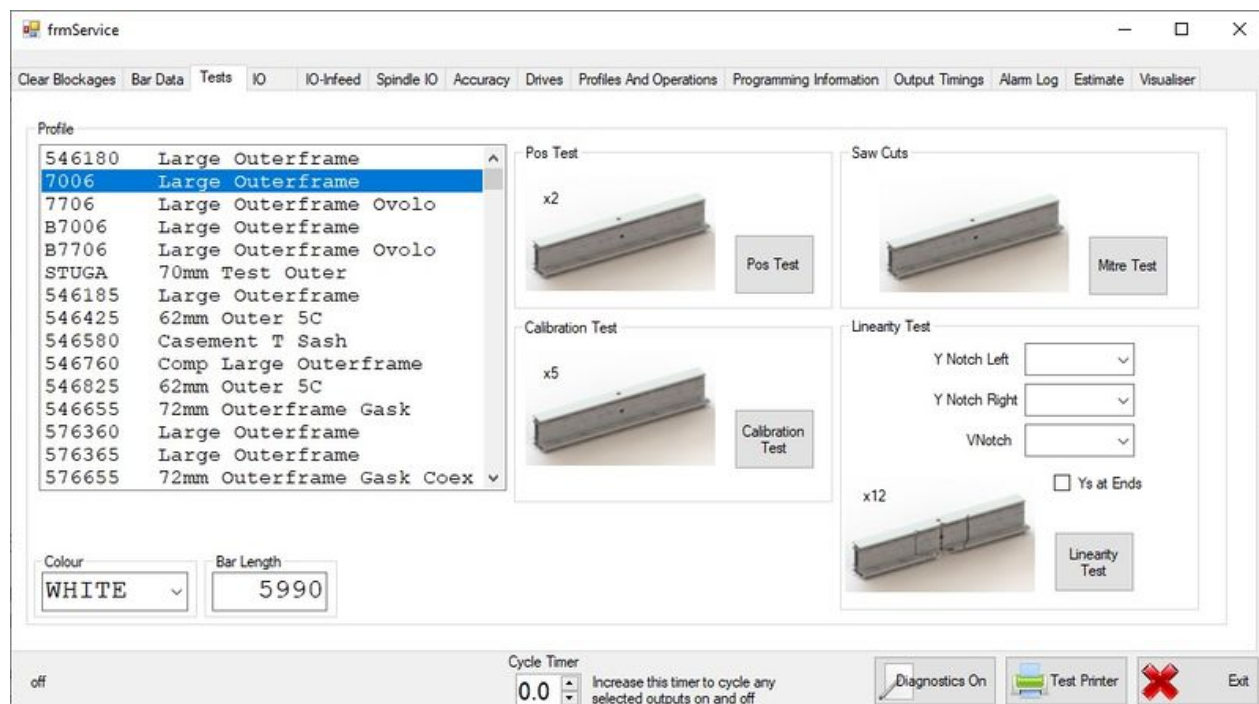 frmService
Clear Blockages Bar Data Tests IO IO-Infeed Spindle IO Accuracy Drives Profiles And Operations Programming Information Output Timings Alarm Log Estimate Visualiser
Profile
546180 Large Outerframe
7006 Large Outerframe
7706 Large Outerframe Ovolo
B7006 Large Outerframe
B7706 Large Outerframe Ovolo
STUGA 70mm Test Outer
546185 Large Outerframe
546425 62mm Outer 5C
546580 Casement T Sash
546760 Comp Large Outerframe
546825 62mm Outer 5C
546655 72mm Outerframe Gask
576360 Large Outerframe
576365 Large Outerframe
576655 72mm Outerframe Gask Coex
Colour
WHITE
Bar Length
5990
Pos Test
x2
Pos Test
Calibration Test
x5
Calibration
Test
Saw Cuts
Mitre Test
Linearity Test
Y Notch Left
Y Notch Right
VNotch
Ys at Ends
x12
Linearity
Test
off
Cycle Timer
0.0
Increase this timer to cycle any
selected outputs on and off
Diagnostics On
Test Printer
Exit